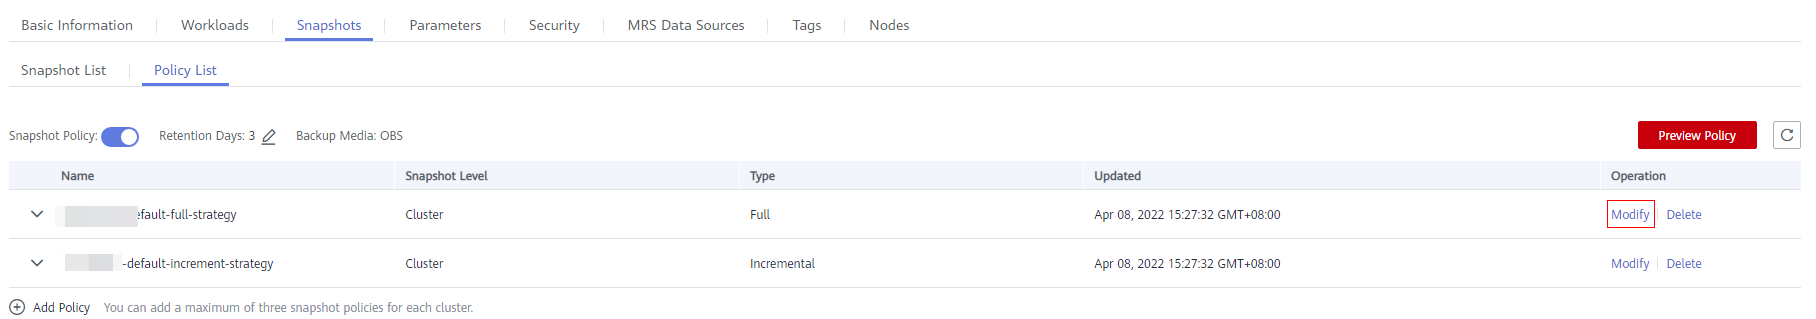 Basic Information Workloads Snapshots Parameters Security MRS Data Sources Tags Nodes
Snapshot List Policy List
Snapshot Policy: Retention Days: 3 Backup Media: OBS Preview Policy
Name Snapshot Level Type Updated Operation
efault-full-strategy Cluster Full Apr 08, 2022 15:27:32 GMT+08:00 Modify Delete
-default-increment-strategy Cluster Incremental Apr 08, 2022 15:27:32 GMT+08:00 Modify Delete
Add Policy You can add a maximum of three snapshot policies for each cluster.